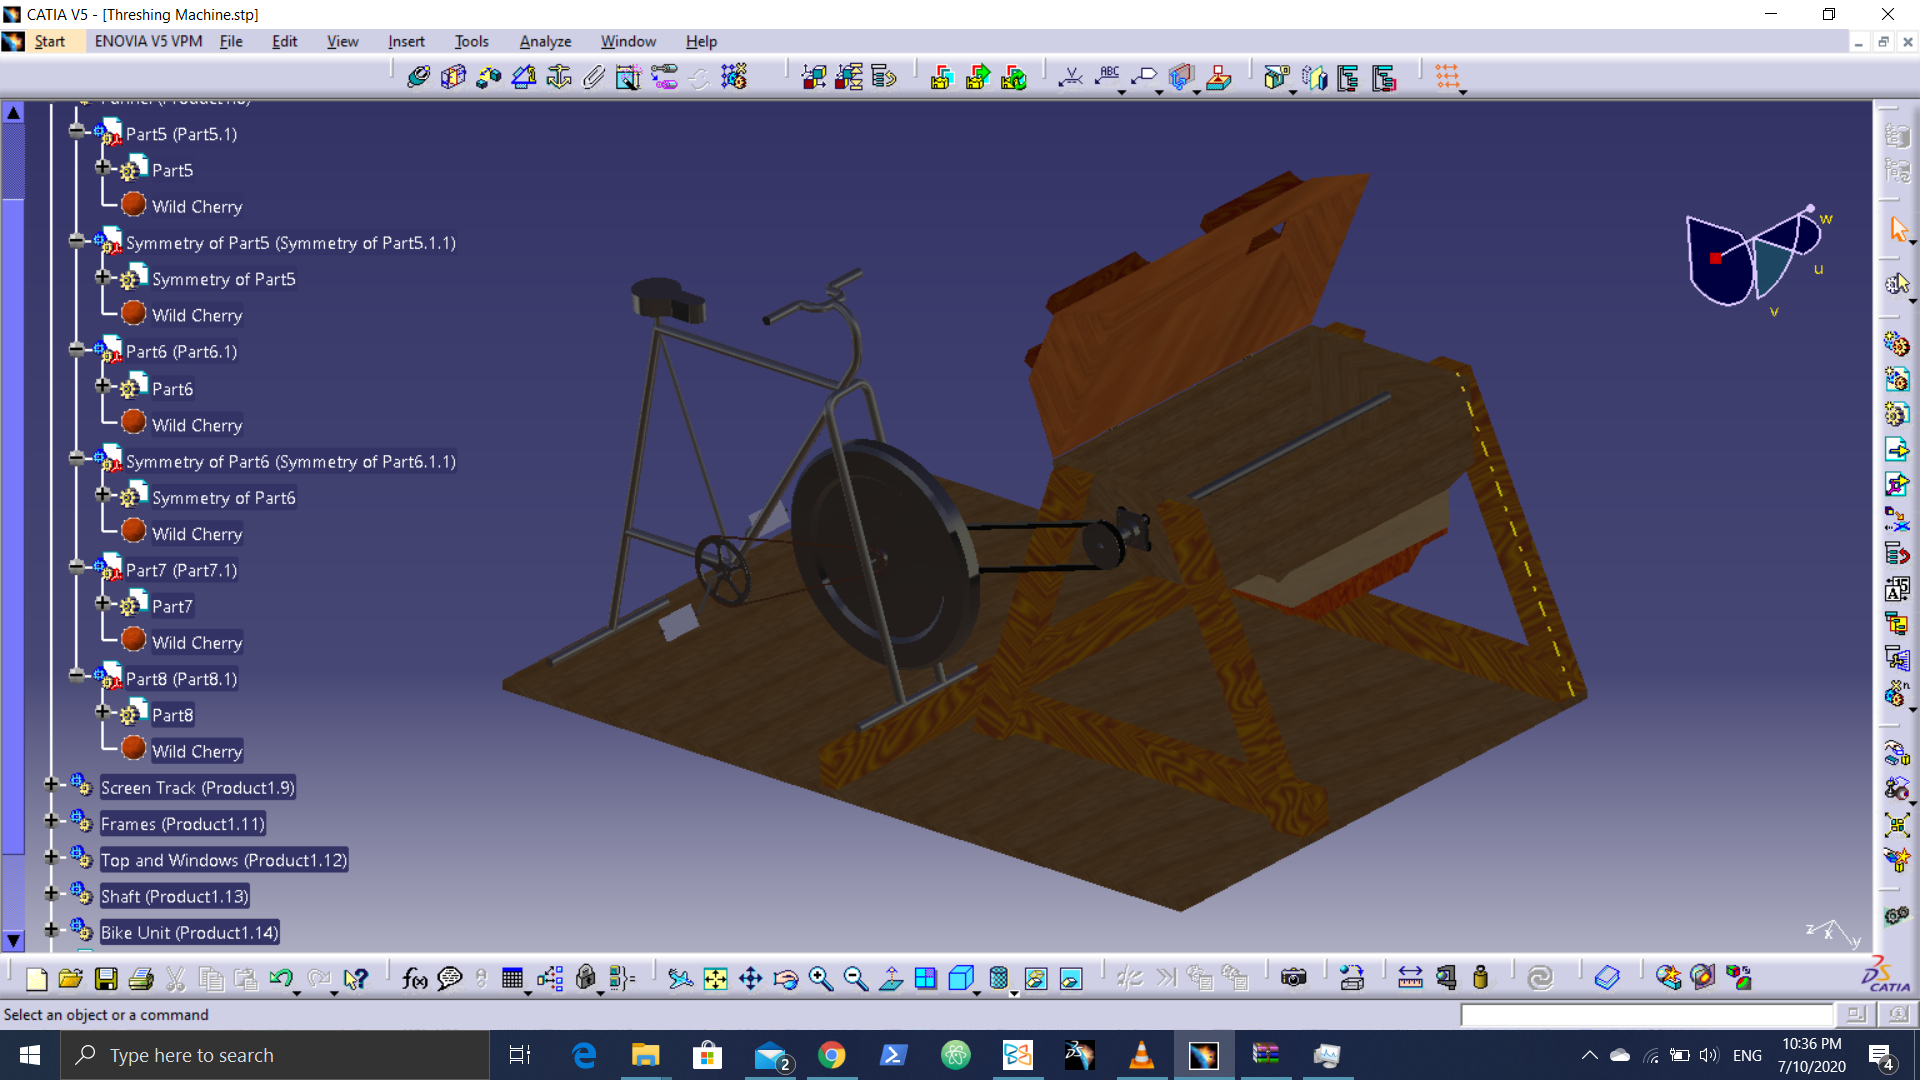 CATIA V5 - [Threshing Machine.stp]
Start ENOVIA V5 VPM File Edit View Insert Tools Analyze Window Help
ABC
Part5 (Part5.1)
Part5
Wild Cherry
Symmetry of Part5 (Symmetry of Part5.1.1)
Symmetry of Part5
Wild Cherry
Part6 (Part6.1)
Part6
Wild Cherry
Symmetry of Part6 (Symmetry of Part6.1.1)
Symmetry of Part6
Wild Cherry
Part7 (Part7.1)
Part7
Wild Cherry
Part8 (Part8.1)
Part8
Wild Cherry
Screen Track (Product1.9)
Frames (Product1.11)
Top and Windows (Product1.12)
Shaft (Product1.13)
Bike Unit (Product1.14)
w
u
v
z x y
f(x)
CATIA
Select an object or a command
Type here to search
2
ENG
10:36 PM
7/10/2020
4